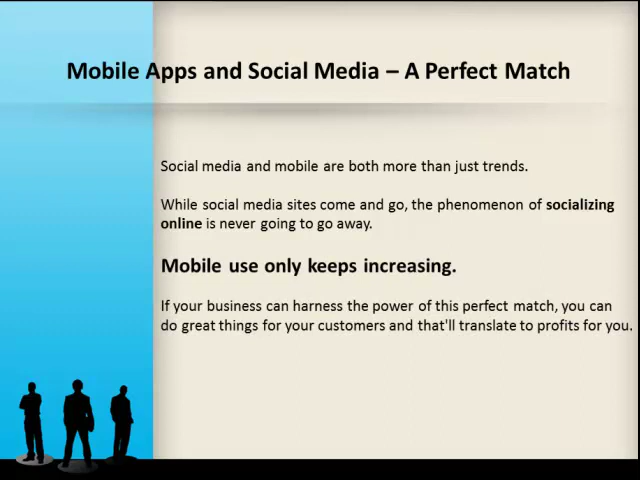 Mobile Apps and Social Media – A Perfect Match
Social media and mobile are both more than just trends.
While social media sites come and go, the phenomenon of socializing
online is never going to go away.
Mobile use only keeps increasing.
If your business can harness the power of this perfect match, you can
do great things for your customers and that'll translate to profits for you.